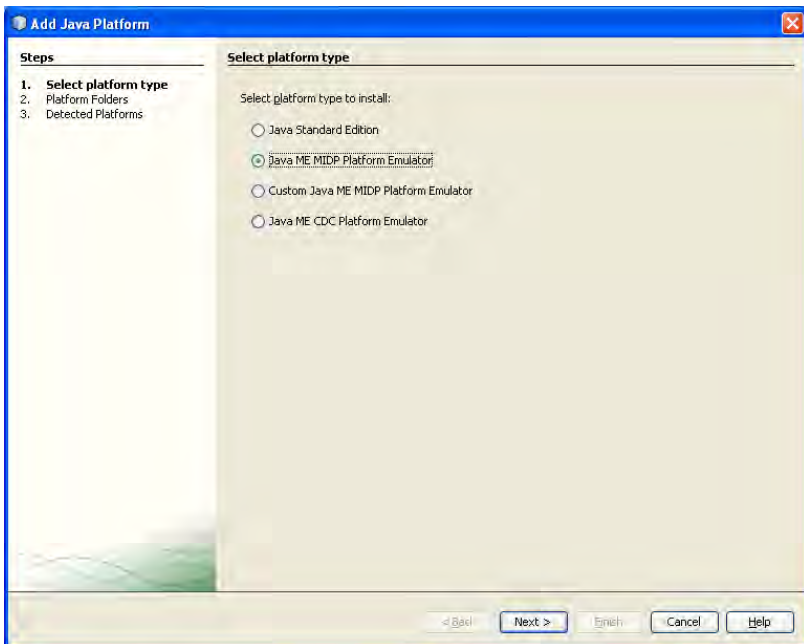 Add Java Platform
Steps
1. Select platform type
2. Platform Folders
3. Detected Platforms
Select platform type
Select platform type to install:
Java Standard Edition
Java ME MIDP Platform Emulator
Custom Java ME MIDP Platform Emulator
Java ME CDC Platform Emulator
< Back Next > Finish Cancel Help